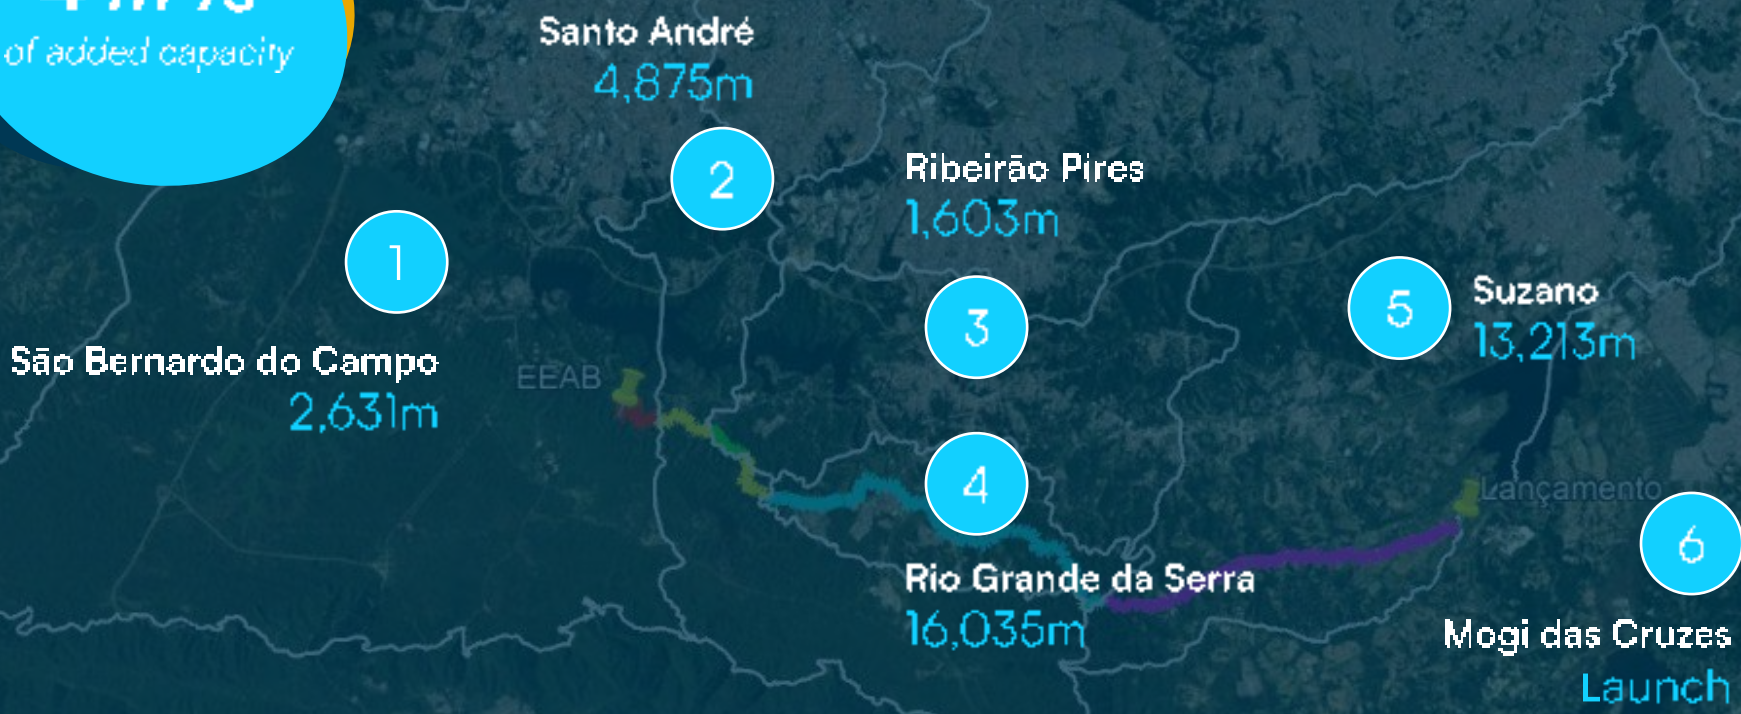 of added capacity
Santo André
4,875m
2
Ribeirão Pires
1,603m
1
3
5
Suzano
13,213m
São Bernardo do Campo
2,631m
EEAB
4
Lançamento
6
Rio Grande da Serra
16,035m
Mogi das Cruzes
Launch